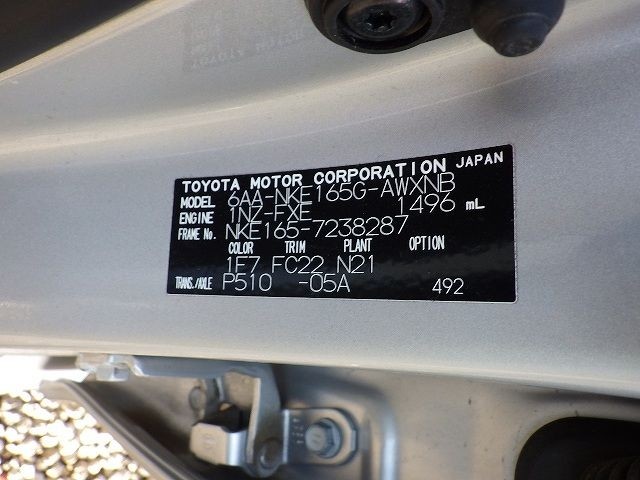 TOYOTA MOTOR CORPORATION JAPAN
MODEL 6AA-NKE165G-AWXNB
ENGINE 1NZ-FXE 1496 mL
FRAME No. NKE165-7238287
COLOR TRIM PLANT OPTION
1F7 FC22 N21
TRANS./AXLE P510 -05A 492